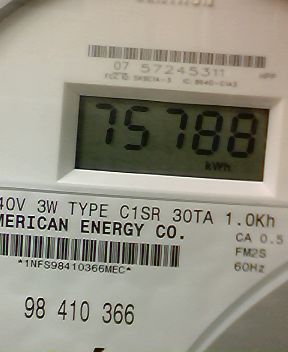 07 57245311
75788
kWh
40V 3W TYPE C1SR 30TA 1.0Kh
MERICAN ENERGY CO.
CA 0.5
FM2S
*1NFS98410366MEC*
60Hz
98 410 366